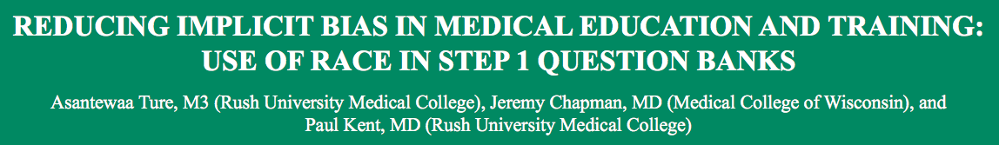 REDUCING IMPLICIT BIAS IN MEDICAL EDUCATION AND TRAINING:
USE OF RACE IN STEP 1 QUESTION BANKS
Asantewaa Ture, M3 (Rush University Medical College), Jeremy Chapman, MD (Medical College of Wisconsin), and
Paul Kent, MD (Rush University Medical College)